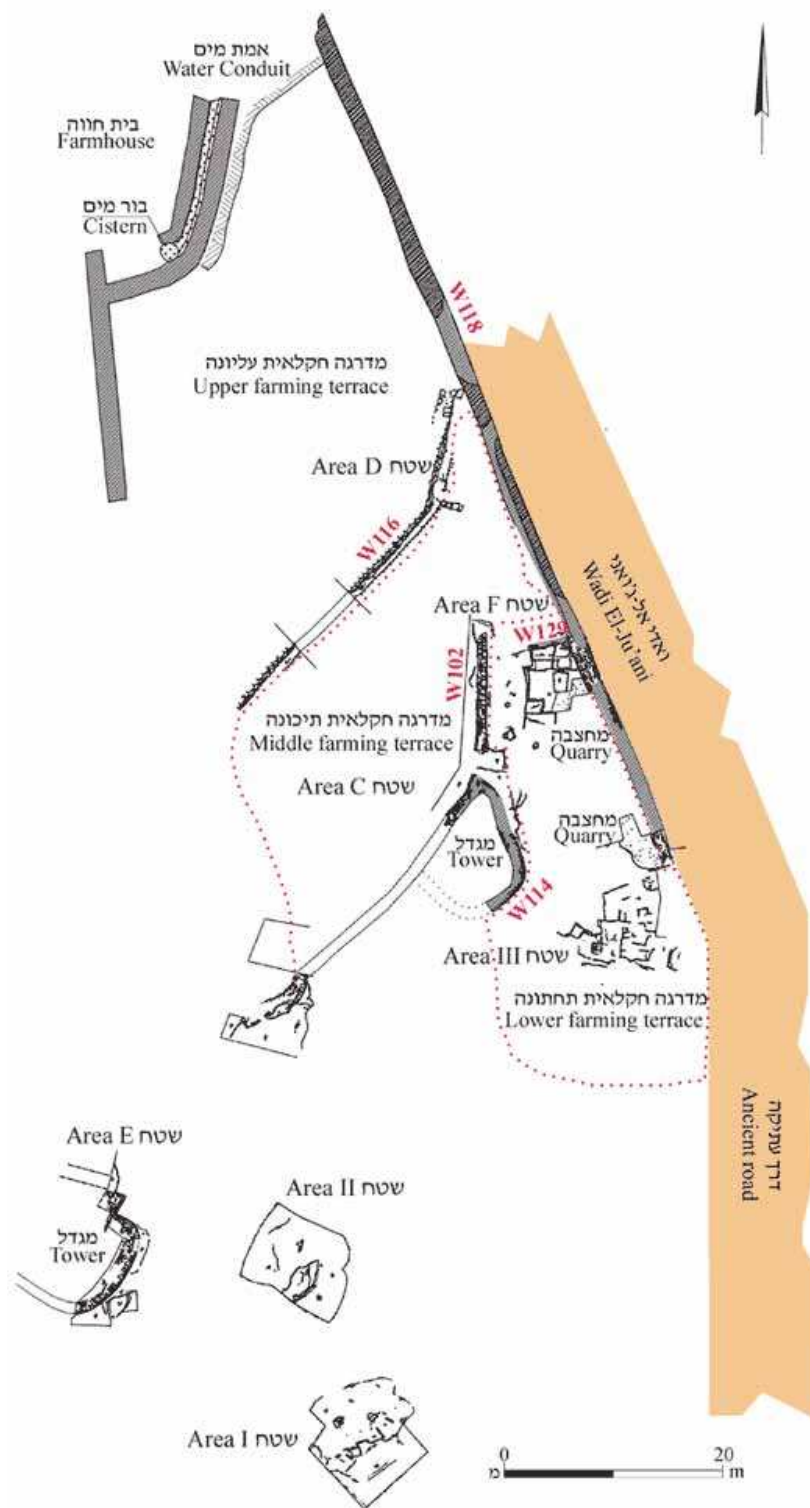 אמת מים
Water Conduit
בית חווה
Farmhouse
בור מים
Cistern
W118
מדרגה חקלאית עליונה
Upper farming terrace
Area D שטח
W116
ואדי אל-ג'ואני
Wadi El-Ju'ani
Area F שטח
W129
W102
מדרגה חקלאית תיכונה
Middle farming terrace
מחצבה
Quarry
Area C שטח
מחצבה
Quarry
מגדל
Tower
W114
Area III שטח
מדרגה חקלאית תחתונה
Lower farming terrace
דרך עתיקה
Ancient road
Area E שטח
Area II שטח
מגדל
Tower
Area I שטח
0 20
מ m